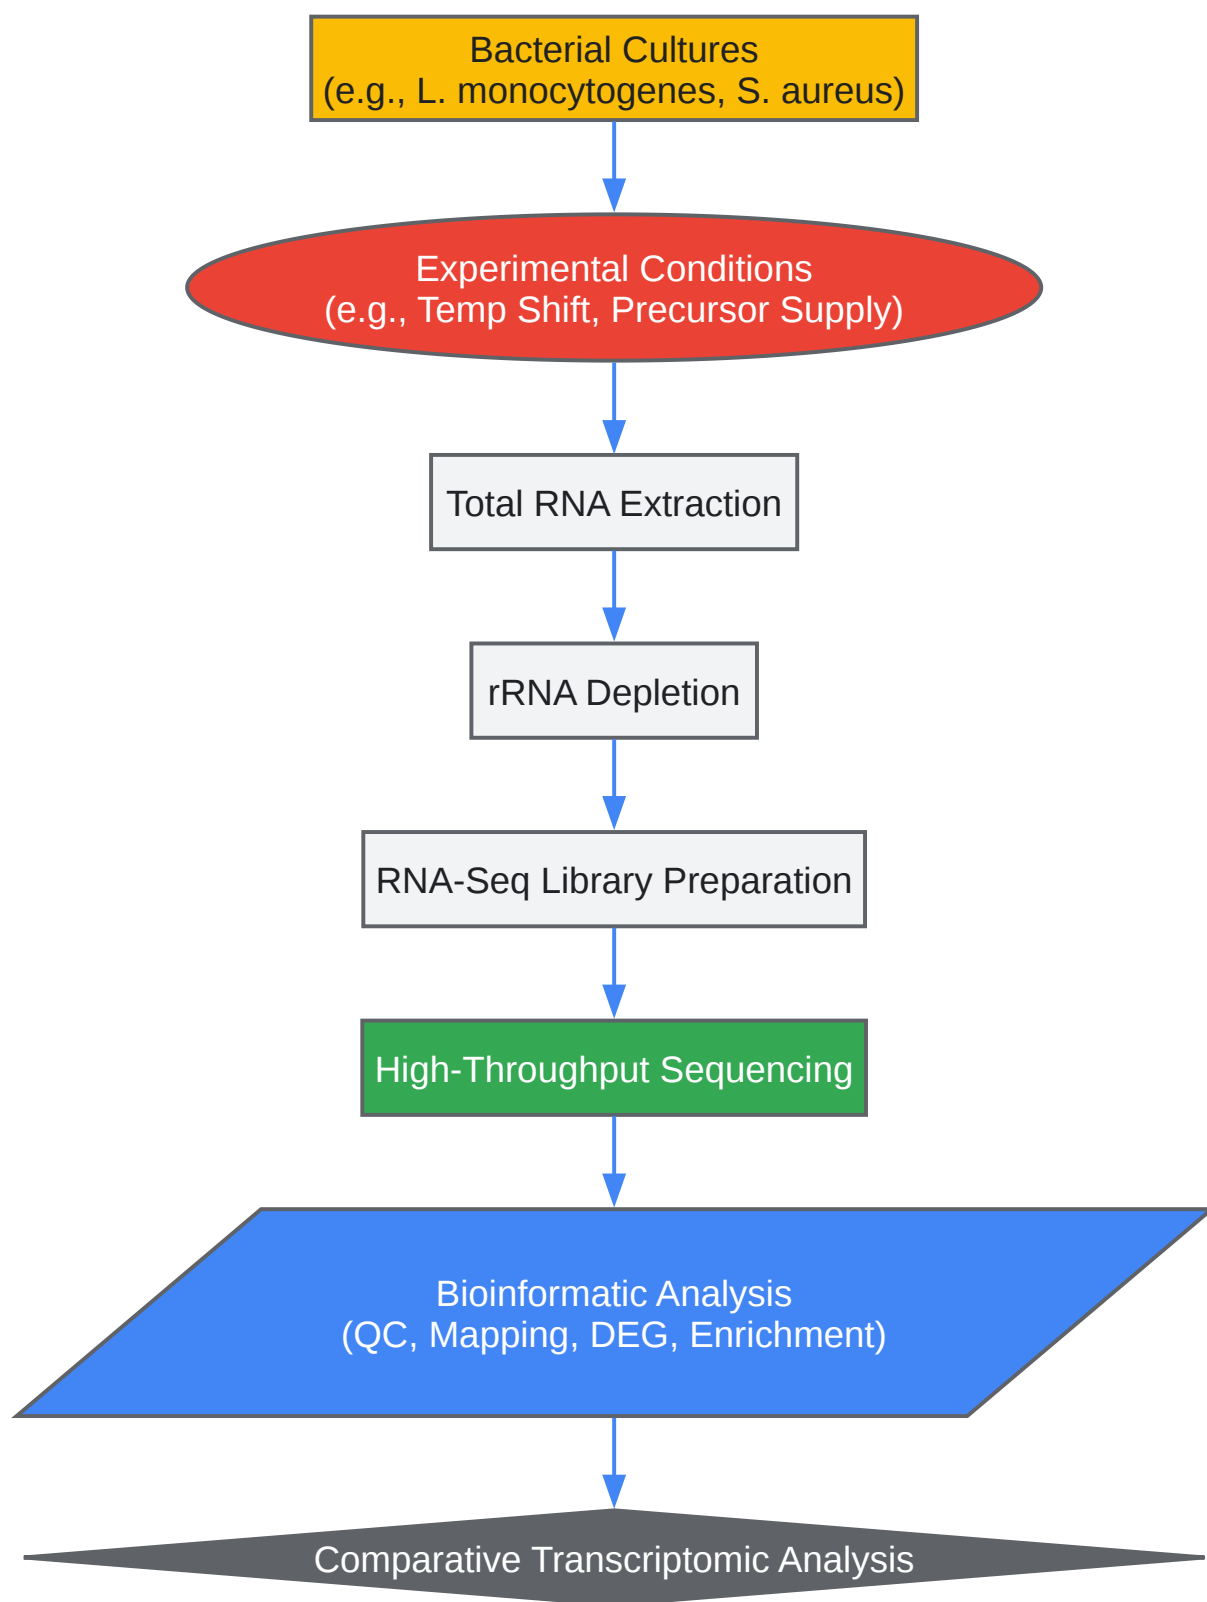 Bacterial Cultures
(e.g., L. monocytogenes, S. aureus)
Experimental Conditions
(e.g., Temp Shift, Precursor Supply)
Total RNA Extraction
rRNA Depletion
RNA-Seq Library Preparation
High-Throughput Sequencing
Bioinformatic Analysis
(QC, Mapping, DEG, Enrichment)
Comparative Transcriptomic Analysis